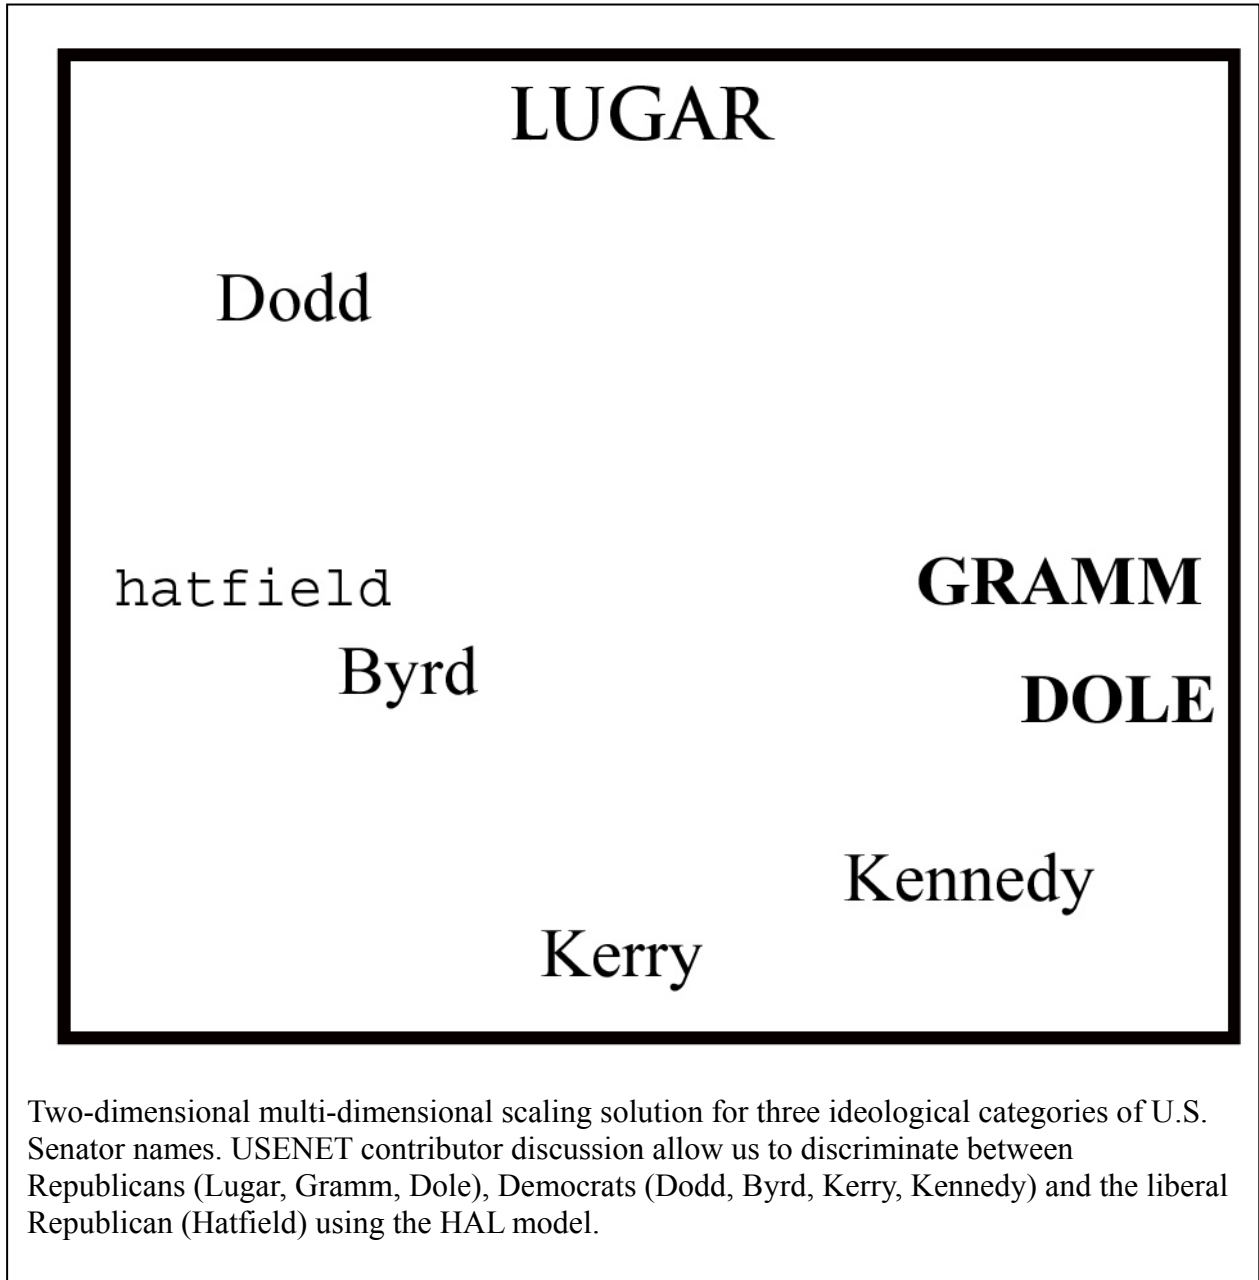 LUGAR
Dodd
hatfield
GRAMM
Byrd
DOLE
Kennedy
Kerry
Two-dimensional multi-dimensional scaling solution for three ideological categories of U.S.
Senator names. USENET contributor discussion allow us to discriminate between
Republicans (Lugar, Gramm, Dole), Democrats (Dodd, Byrd, Kerry, Kennedy) and the liberal
Republican (Hatfield) using the HAL model.